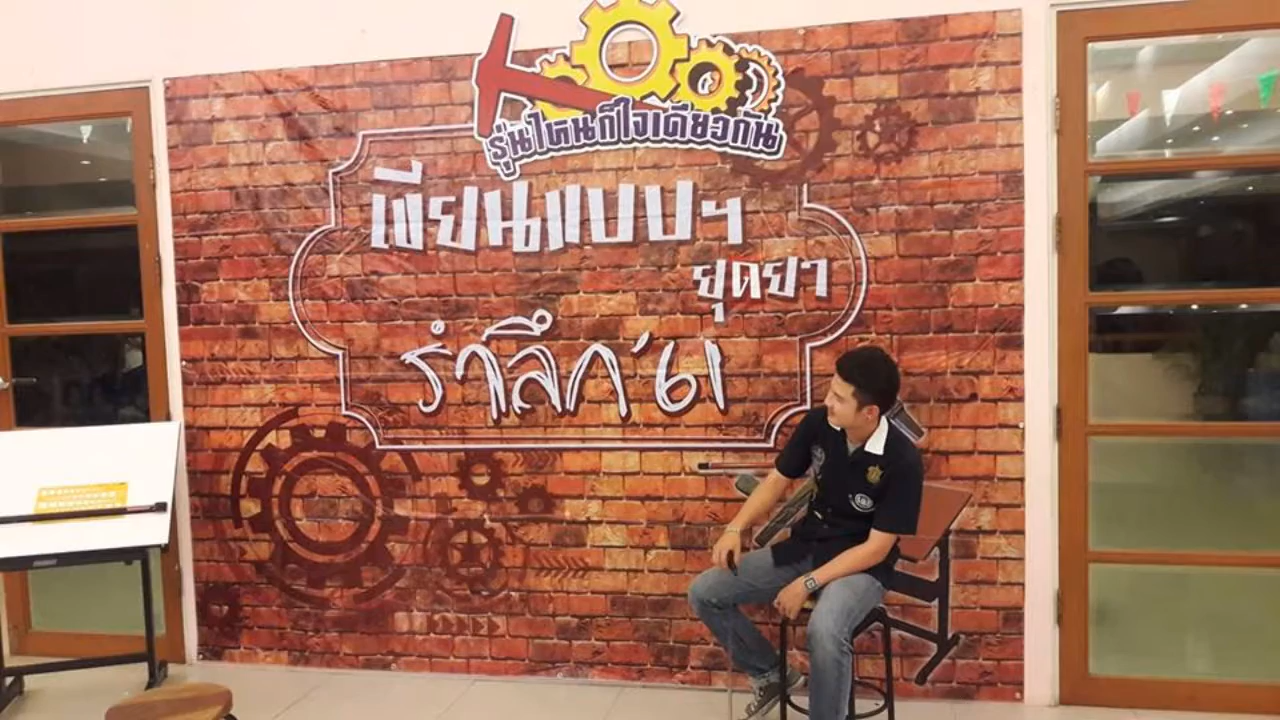 รุ่นไหนก็ใจเดียวกัน
เขียนแบบฯ
ยุดยา
รำลึก'61